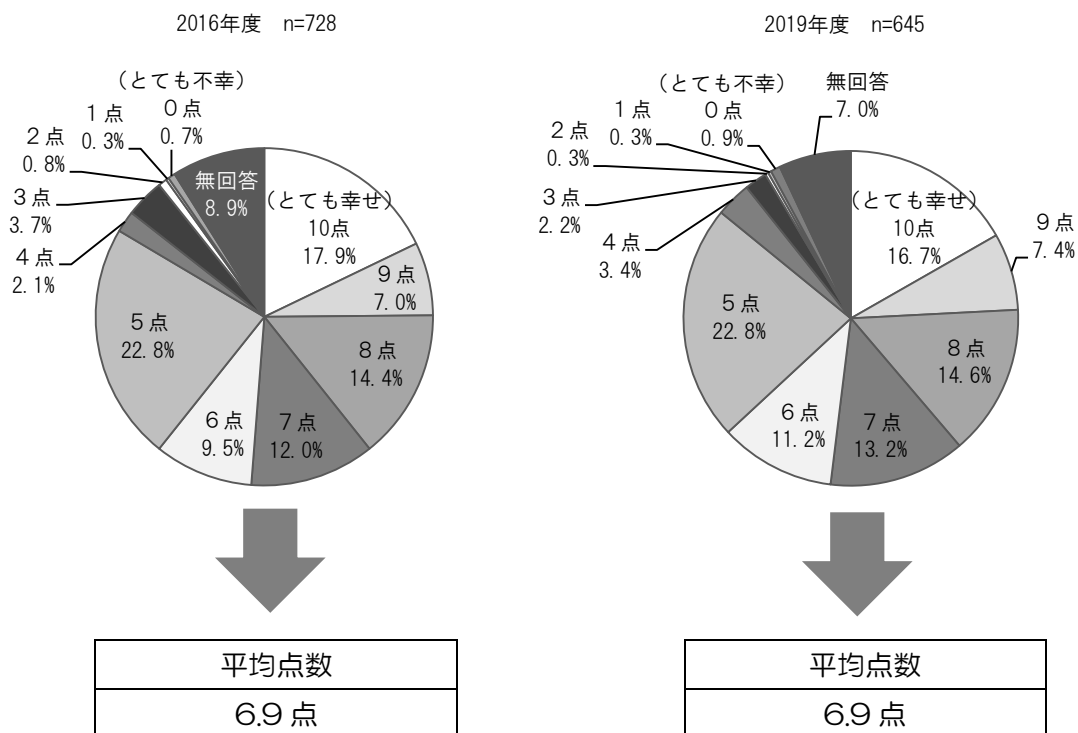 2016年度　n=728
（とても不幸）
０点
0.7%
１点
0.3%
２点
0.8%
３点
3.7%
４点
2.1%
５点
22.8%
６点
9.5%
７点
12.0%
８点
14.4%
９点
7.0%
（とても幸せ）
10点
17.9%
無回答
8.9%
平均点数
6.9 点
2019年度　n=645
（とても不幸）
０点
0.9%
１点
0.3%
２点
0.3%
３点
2.2%
４点
3.4%
５点
22.8%
６点
11.2%
７点
13.2%
８点
14.6%
９点
7.4%
（とても幸せ）
10点
16.7%
無回答
7.0%
平均点数
6.9 点